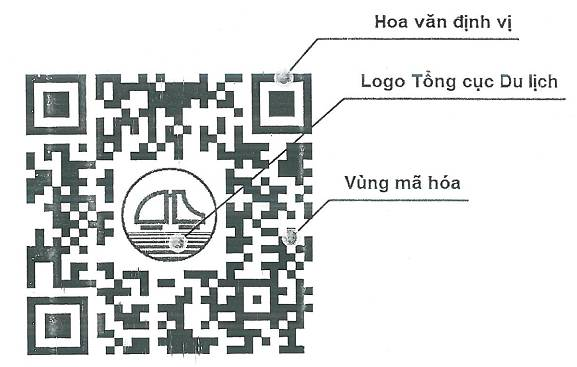 Hoa văn định vị
Logo Tổng cục Du lịch
Vùng mã hóa